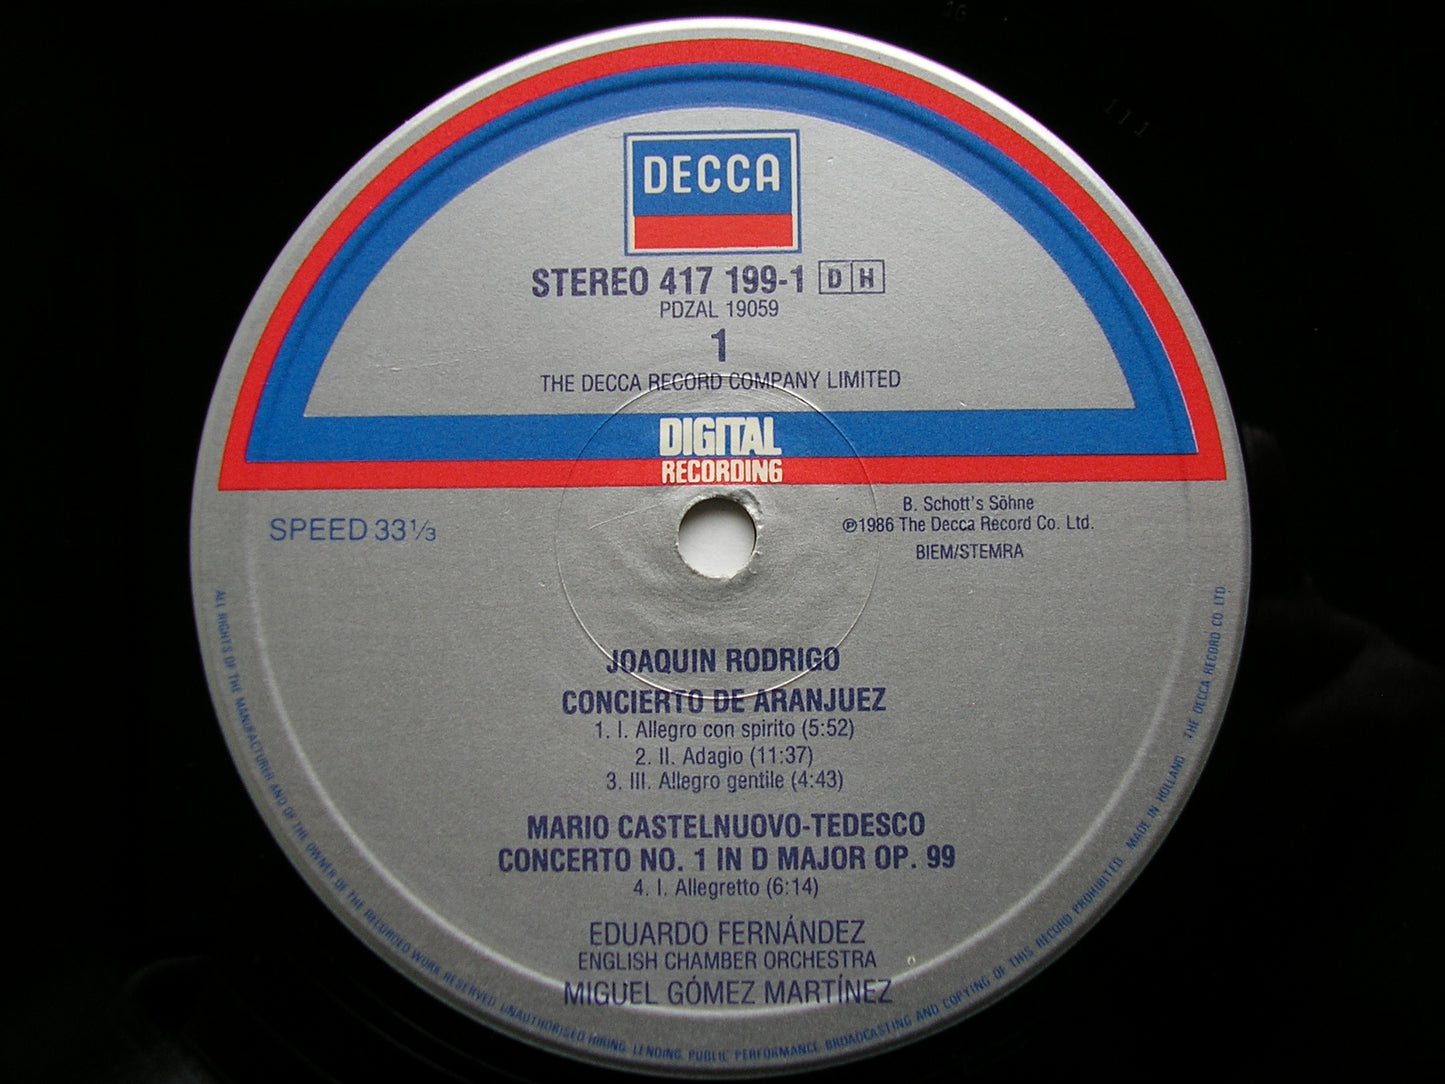 DECCA
STEREO 417 199-1 DH
PDZAL 19059
1
THE DECCA RECORD COMPANY LIMITED
DIGITAL
RECORDING
SPEED 33 1/3
B. Schott's Söhne
℗1986 The Decca Record Co. Ltd.
BIEM/STEMRA
JOAQUIN RODRIGO
CONCIERTO DE ARANJUEZ
1. I. Allegro con spirito (5:52)
2. II. Adagio (11:37)
3. III. Allegro gentile (4:43)
MARIO CASTELNUOVO-TEDESCO
CONCERTO NO. 1 IN D MAJOR OP. 99
4. I. Allegretto (6:14)
EDUARDO FERNÁNDEZ
ENGLISH CHAMBER ORCHESTRA
MIGUEL GÓMEZ MARTÍNEZ
ALL RIGHTS OF THE MANUFACTURER AND OF THE OWNER OF THE RECORDED WORK RESERVED UNAUTHORISED HIRING, LENDING, PUBLIC PERFORMANCE, BROADCASTING AND COPYING OF THIS RECORD PROHIBITED MADE IN HOLLAND THE DECCA RECORD CO. LTD.